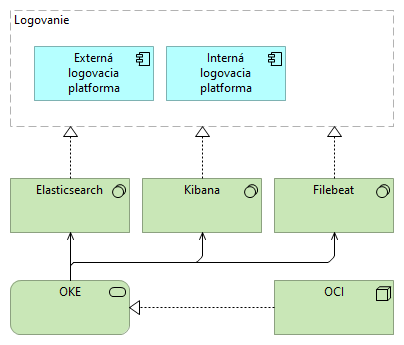 Logovanie
Externá
logovacia
platforma
Interná
logovacia
platforma
Elasticsearch
Kibana
Filebeat
OKE
OCI